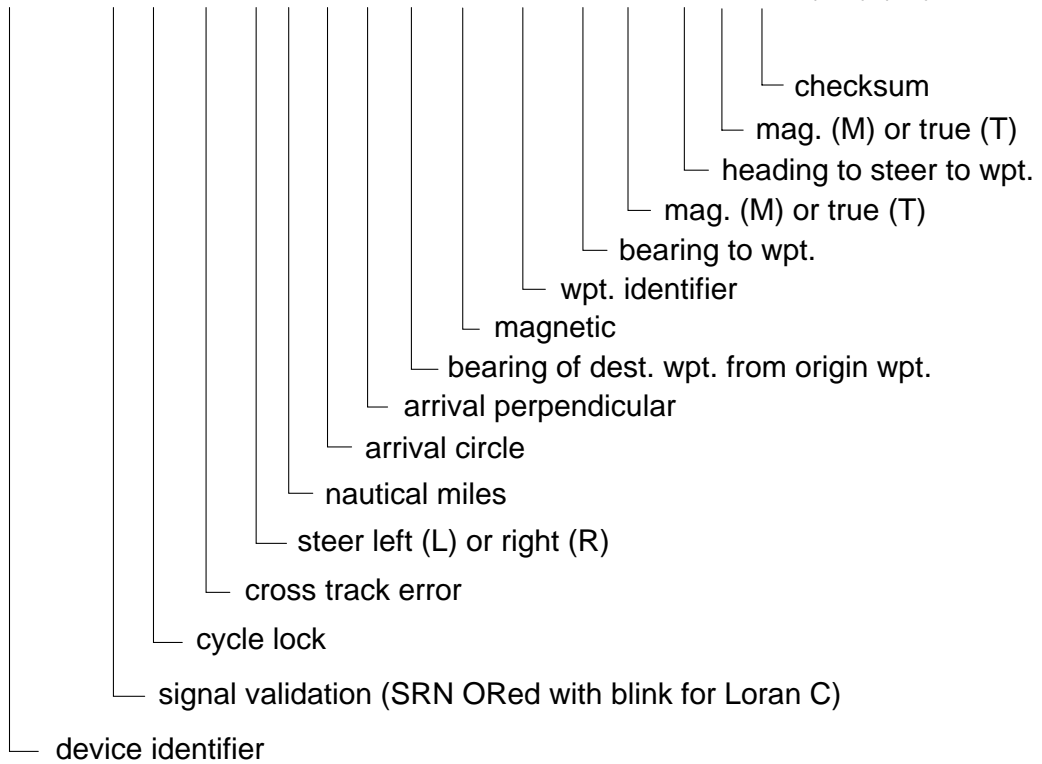 checksum
mag. (M) or true (T)
heading to steer to wpt.
mag. (M) or true (T)
bearing to wpt.
wpt. identifier
magnetic
bearing of dest. wpt. from origin wpt.
arrival perpendicular
arrival circle
nautical miles
steer left (L) or right (R)
cross track error
cycle lock
signal validation (SRN ORed with blink for Loran C)
device identifier